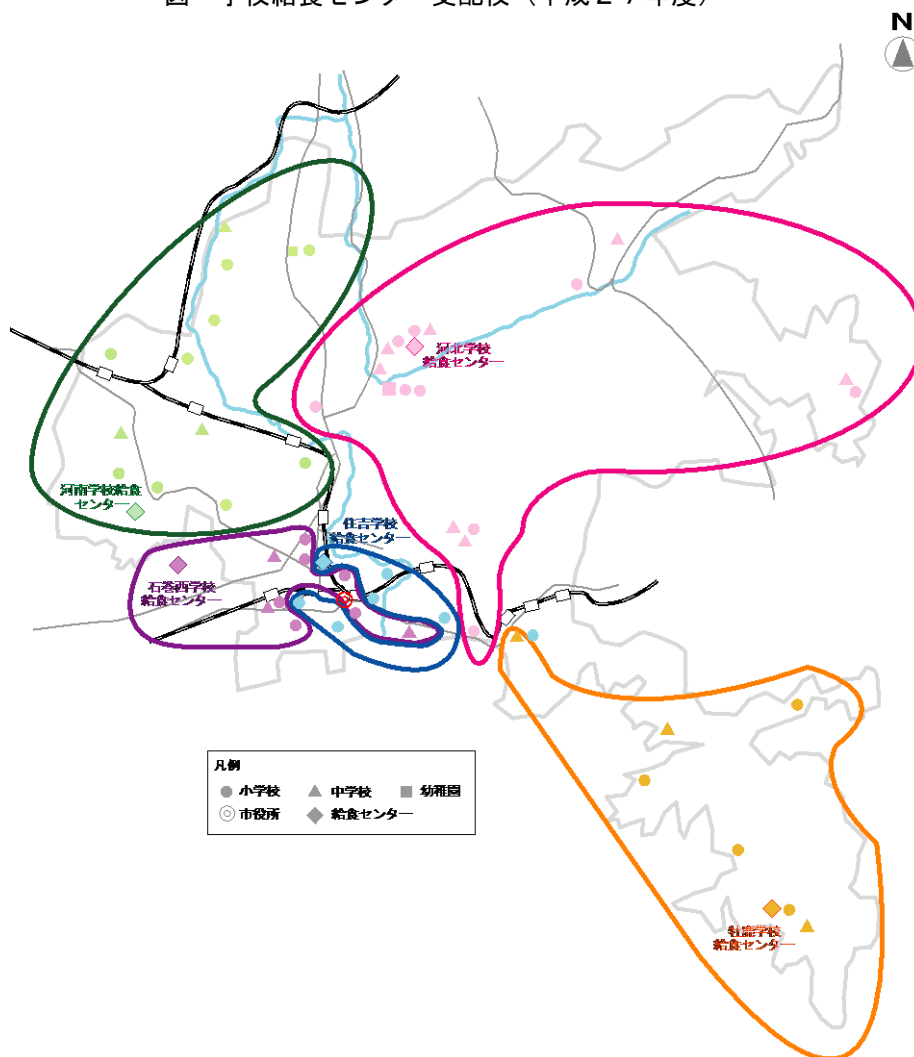 図 学校給食センター受配校(平成27年度)
N
河北学校
給食センター
河南学校給食
センター
住吉学校
給食センター
石巻西学校
給食センター
凡例
小学校 中学校 幼稚園
市役所 給食センター
牡鹿学校
給食センター